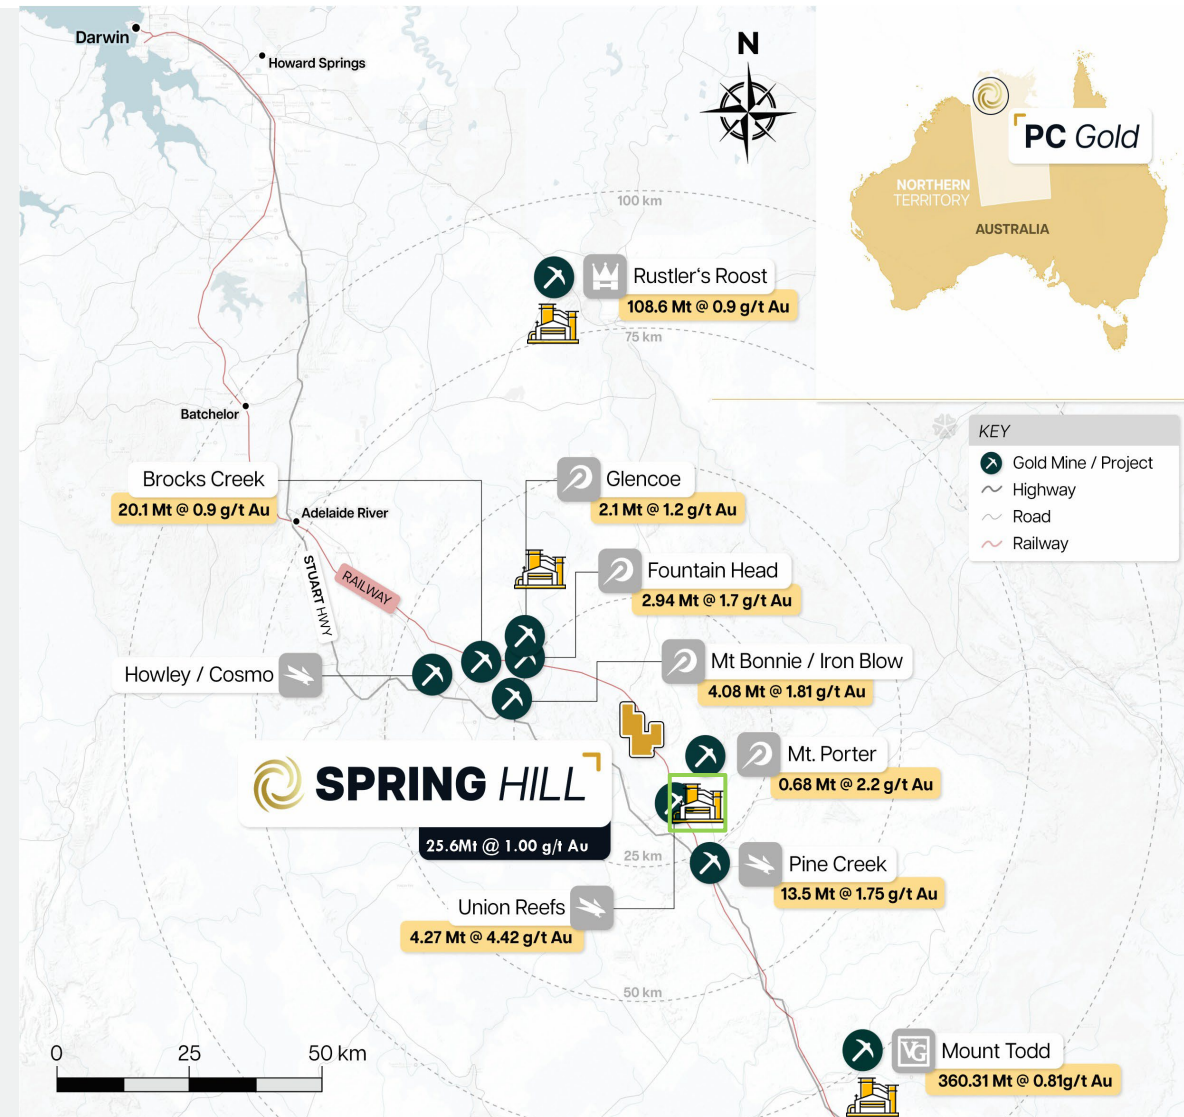 Darwin
Howard Springs
N
PC Gold
NORTHERN
TERRITORY
AUSTRALIA
100 km
Rustler's Roost
108.6 Mt @ 0.9 g/t Au
75 km
Batchelor
KEY
Gold Mine / Project
Highway
Road
Railway
Brocks Creek
20.1 Mt @ 0.9 g/t Au
Glencoe
2.1 Mt @ 1.2 g/t Au
Adelaide River
STUART HWY
RAILWAY
Fountain Head
2.94 Mt @ 1.7 g/t Au
Howley / Cosmo
Mt Bonnie / Iron Blow
4.08 Mt @ 1.81 g/t Au
SPRING HILL
25.6Mt @ 1.00 g/t Au
Mt. Porter
0.68 Mt @ 2.2 g/t Au
25 km
Pine Creek
13.5 Mt @ 1.75 g/t Au
Union Reefs
4.27 Mt @ 4.42 g/t Au
50 km
0 25 50 km
VG
Mount Todd
360.31 Mt @ 0.81g/t Au